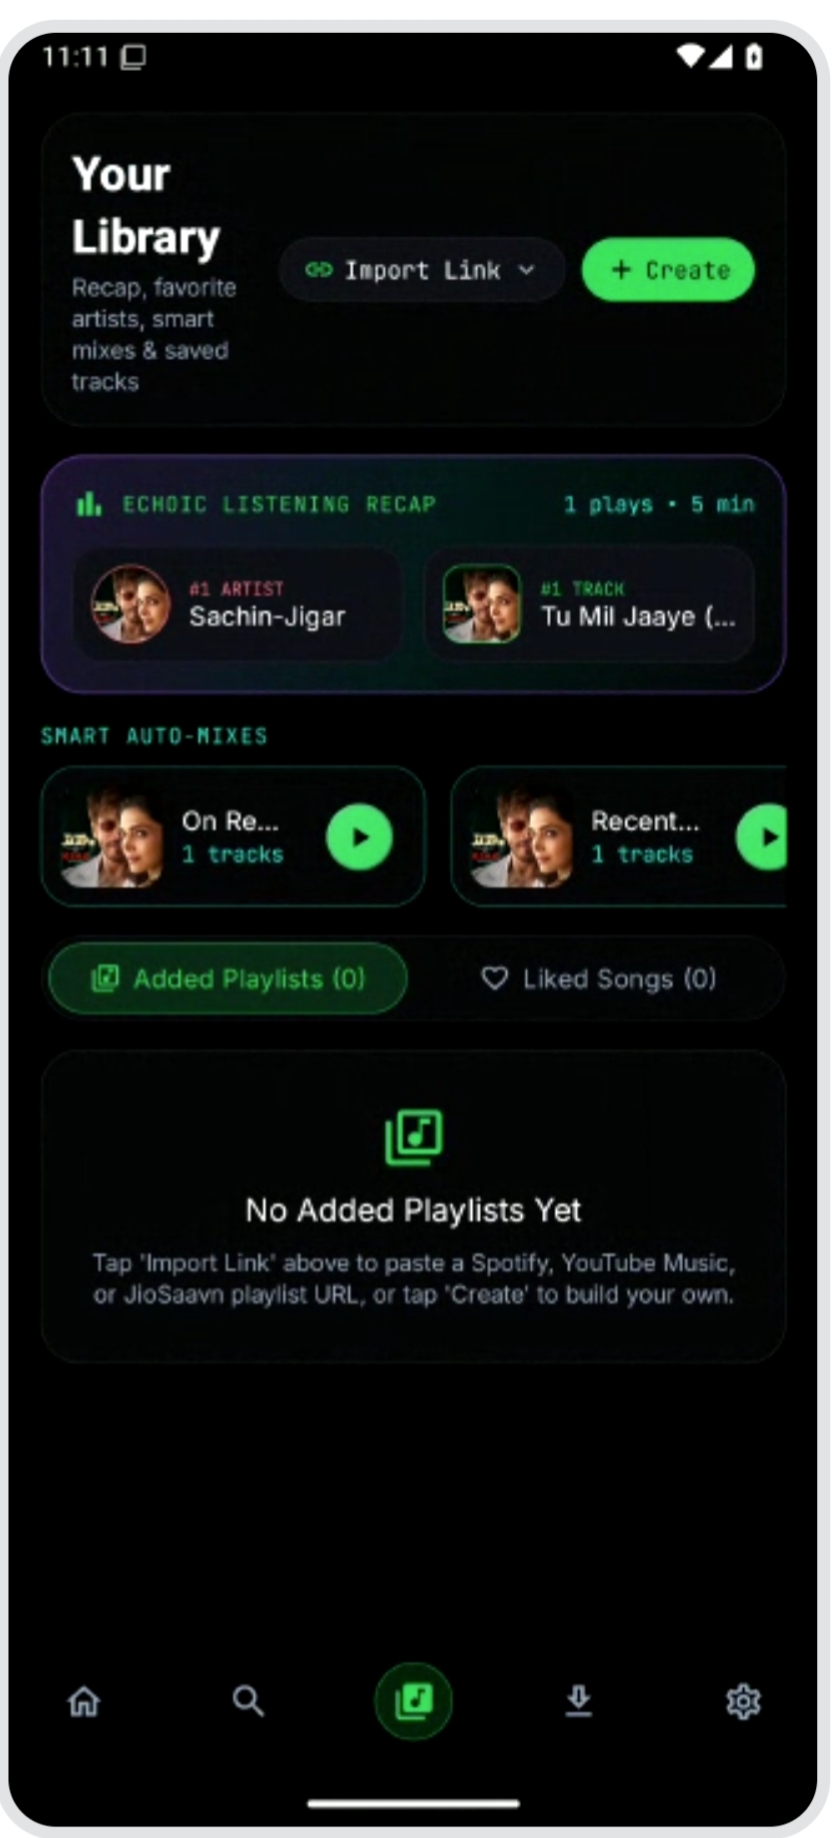 11:11
Your
Library
Recap, favorite
artists, smart
mixes & saved
tracks
Import Link
+ Create
ECHOIC LISTENING RECAP
1 plays • 5 min
#1 ARTIST
Sachin-Jigar
#1 TRACK
Tu Mil Jaaye (...
SMART AUTO-MIXES
On Re...
1 tracks
Recent...
1 tracks
Added Playlists (0)
Liked Songs (0)
No Added Playlists Yet
Tap 'Import Link' above to paste a Spotify, YouTube Music,
or JioSaavn playlist URL, or tap 'Create' to build your own.